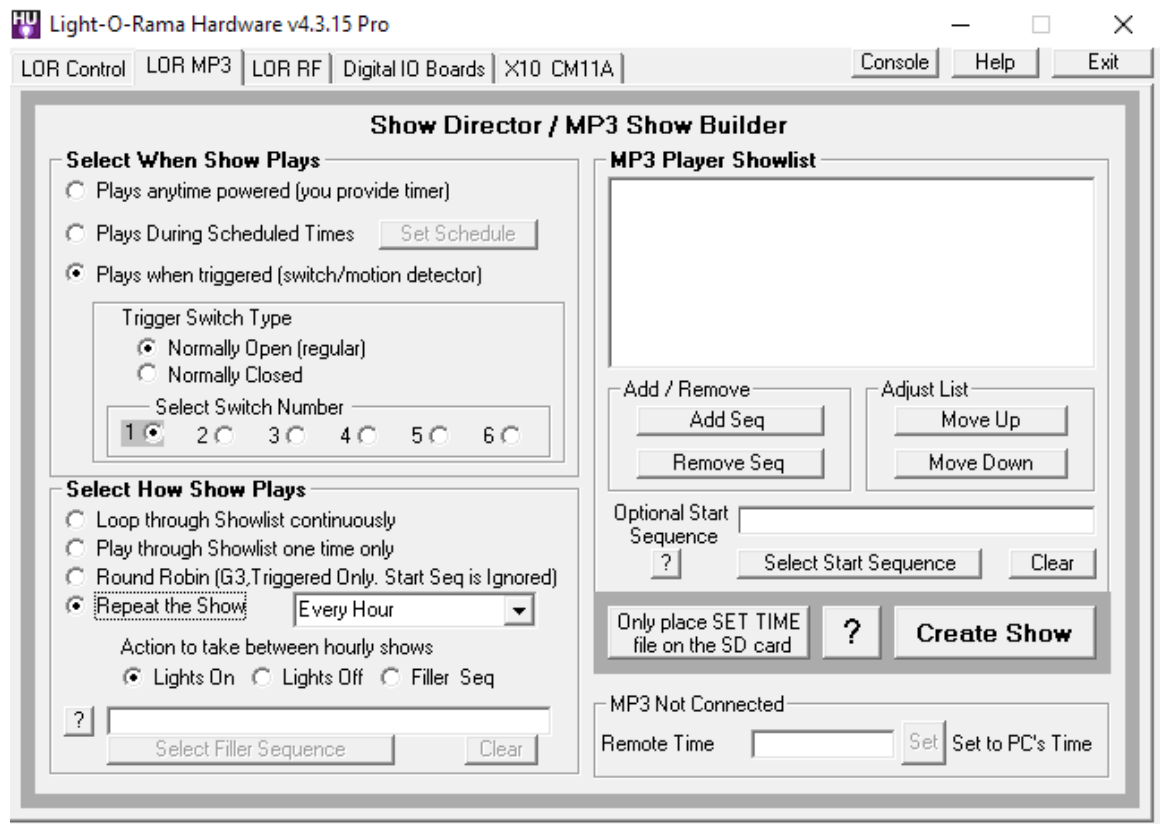 Light-O-Rama Hardware v4.3.15 Pro
LOR Control LOR MP3 LOR RF Digital IO Boards X10 CM11A Console Help Exit
Show Director / MP3 Show Builder
Select When Show Plays
Plays anytime powered (you provide timer)
Plays During Scheduled Times Set Schedule
Plays when triggered (switch/motion detector)
Trigger Switch Type
Normally Open (regular)
Normally Closed
Select Switch Number
1 2 3 4 5 6
Select How Show Plays
Loop through Showlist continuously
Play through Showlist one time only
Round Robin (G3,Triggered Only. Start Seq is Ignored)
Repeat the Show Every Hour
Action to take between hourly shows
Lights On Lights Off Filler Seq
?
Select Filler Sequence Clear
MP3 Player Showlist
Add / Remove
Add Seq
Remove Seq
Adjust List
Move Up
Move Down
Optional Start
Sequence
? Select Start Sequence Clear
Only place SET TIME
file on the SD card
? Create Show
MP3 Not Connected
Remote Time Set Set to PC's Time